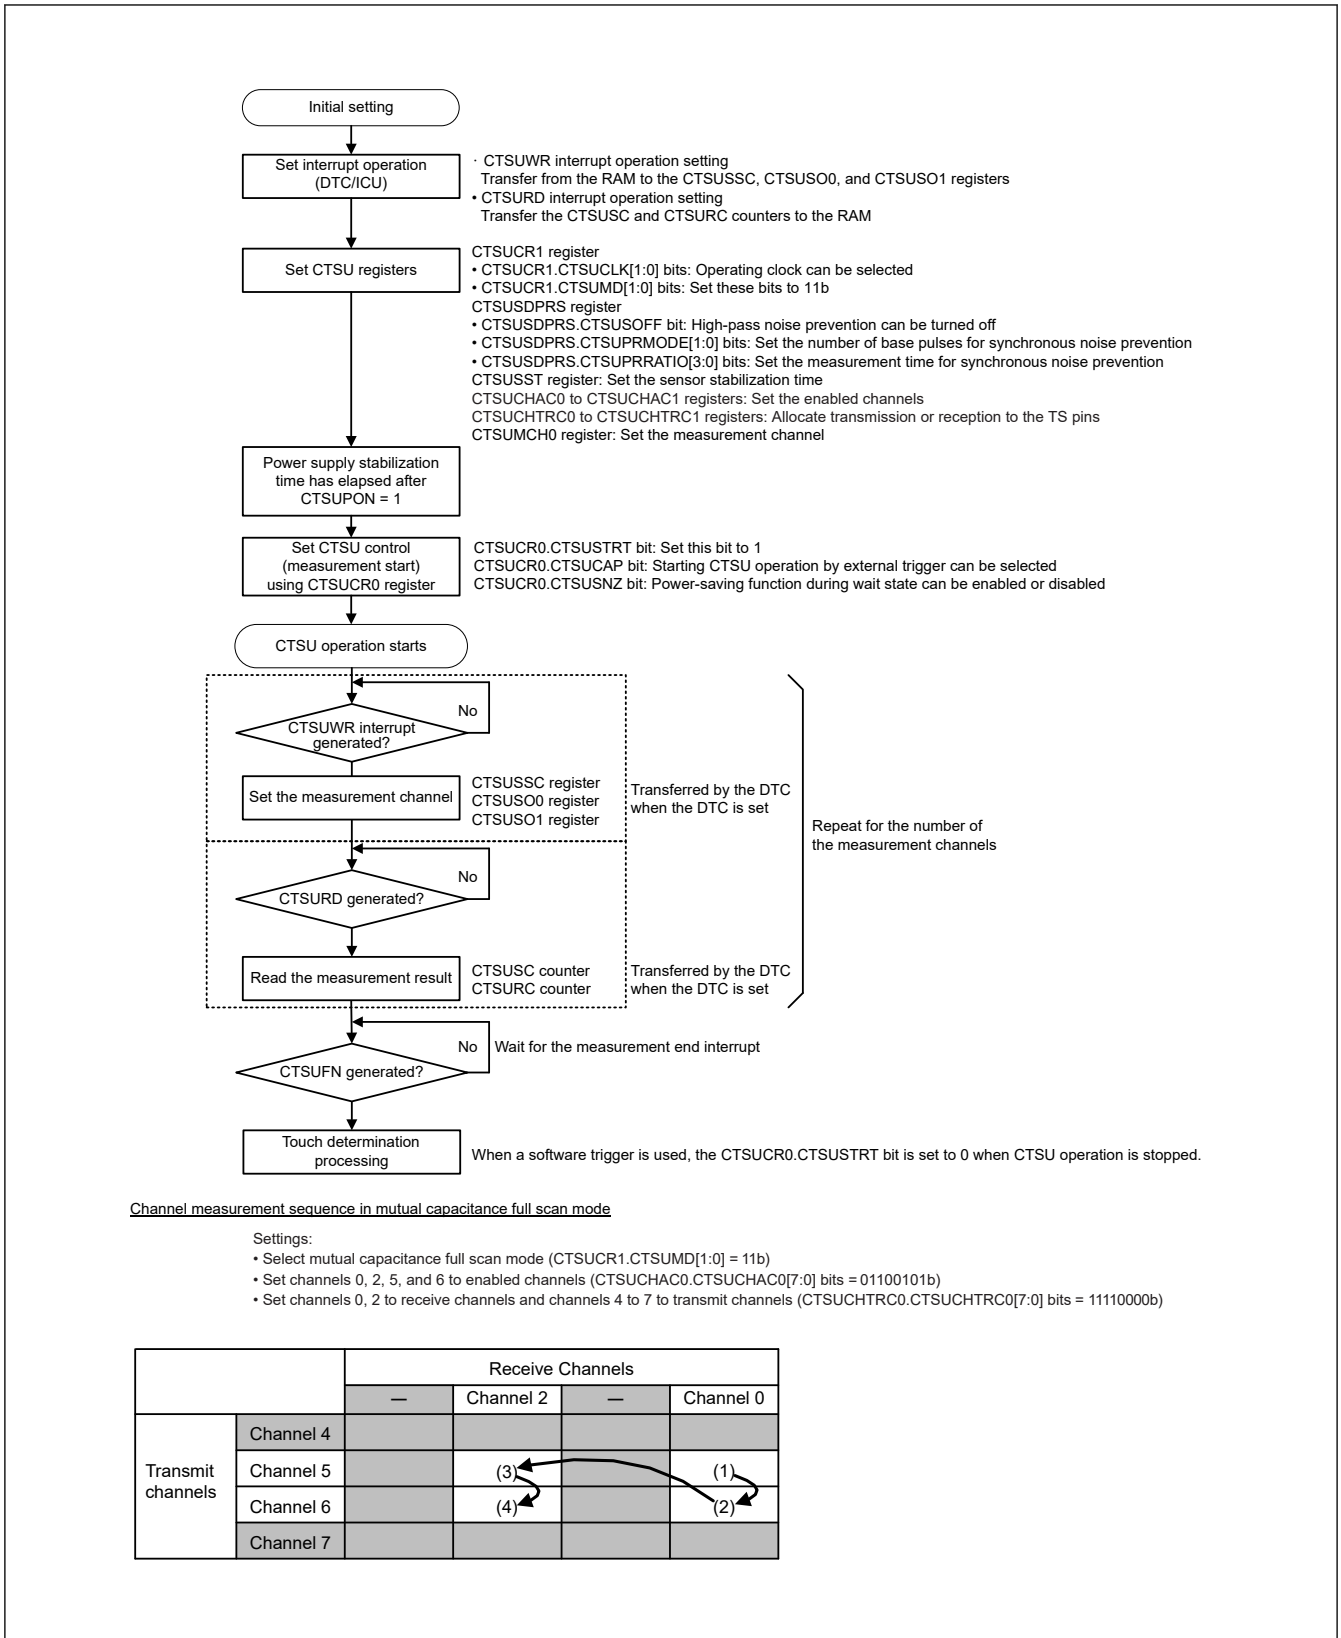 Initial setting
Set interrupt operation
(DTC/ICU)
· CTSUWR interrupt operation setting
Transfer from the RAM to the CTSUSSC, CTSUSO0, and CTSUSO1 registers
• CTSURD interrupt operation setting
Transfer the CTSUSC and CTSURC counters to the RAM
Set CTSU registers
CTSUCR1 register
• CTSUCR1.CTSUCLK[1:0] bits: Operating clock can be selected
• CTSUCR1.CTSUMD[1:0] bits: Set these bits to 11b
CTSUSDPRS register
• CTSUSDPRS.CTSUSOFF bit: High-pass noise prevention can be turned off
• CTSUSDPRS.CTSUPRMODE[1:0] bits: Set the number of base pulses for synchronous noise prevention
• CTSUSDPRS.CTSUPRRATIO[3:0] bits: Set the measurement time for synchronous noise prevention
CTSUSST register: Set the sensor stabilization time
CTSUCHAC0 to CTSUCHAC1 registers: Set the enabled channels
CTSUCHTRC0 to CTSUCHTRC1 registers: Allocate transmission or reception to the TS pins
CTSUMCH0 register: Set the measurement channel
Power supply stabilization
time has elapsed after
CTSUPON = 1
Set CTSU control
(measurement start)
using CTSUCR0 register
CTSUCR0.CTSUSTRT bit: Set this bit to 1
CTSUCR0.CTSUCAP bit: Starting CTSU operation by external trigger can be selected
CTSUCR0.CTSUSNZ bit: Power-saving function during wait state can be enabled or disabled
CTSU operation starts
No
CTSUWR interrupt
generated?
Set the measurement channel
CTSUSSC register
CTSUSO0 register
CTSUSO1 register
Transferred by the DTC
when the DTC is set
Repeat for the number of
the measurement channels
No
CTSURD generated?
Read the measurement result
CTSUSC counter
CTSURC counter
Transferred by the DTC
when the DTC is set
No
Wait for the measurement end interrupt
CTSUFN generated?
Touch determination
processing
When a software trigger is used, the CTSUCR0.CTSUSTRT bit is set to 0 when CTSU operation is stopped.
Channel measurement sequence in mutual capacitance full scan mode
Settings:
• Select mutual capacitance full scan mode (CTSUCR1.CTSUMD[1:0] = 11b)
• Set channels 0, 2, 5, and 6 to enabled channels (CTSUCHAC0.CTSUCHAC0[7:0] bits = 01100101b)
• Set channels 0, 2 to receive channels and channels 4 to 7 to transmit channels (CTSUCHTRC0.CTSUCHTRC0[7:0] bits = 11110000b)
Receive Channels
— Channel 2 — Channel 0
Transmit
channels
Channel 4
Channel 5 (3) (1)
Channel 6 (4) (2)
Channel 7